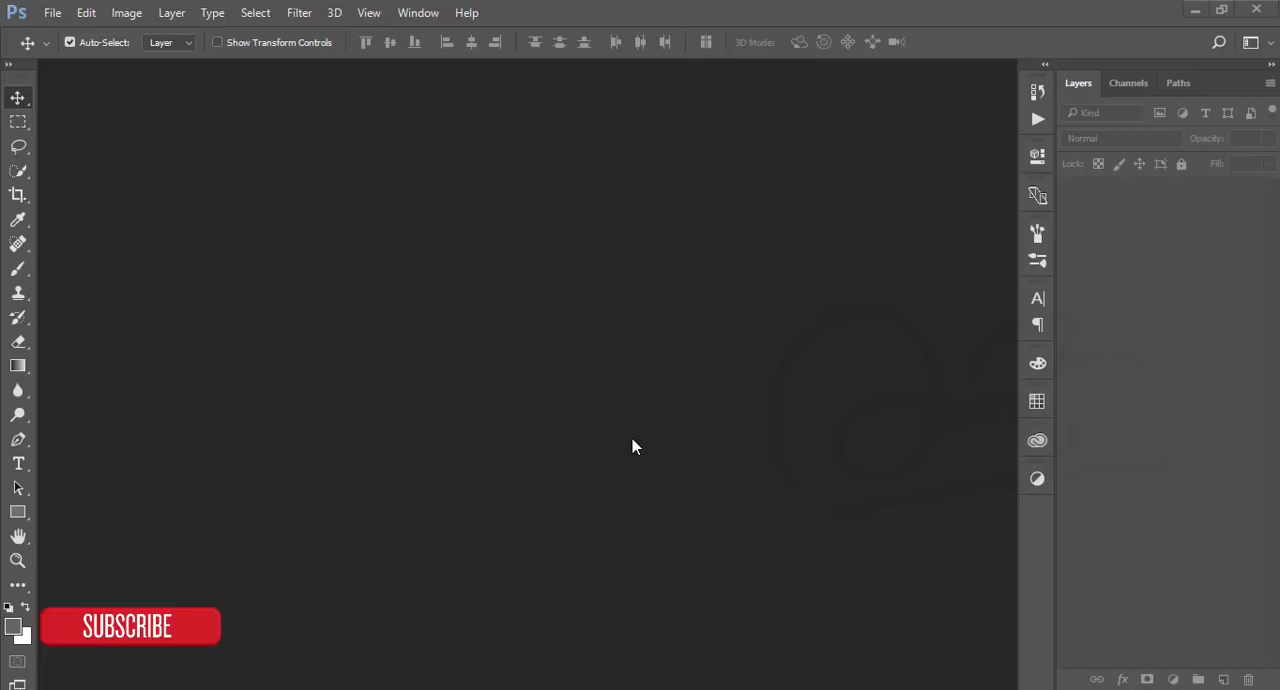 Ps File Edit Image Layer Type Select Filter 3D View Window Help
Auto-Select: Layer Show Transform Controls 3D Mode:
Layers Channels Paths
Kind
Normal Opacity:
Lock: Fill:
SUBSCRIBE